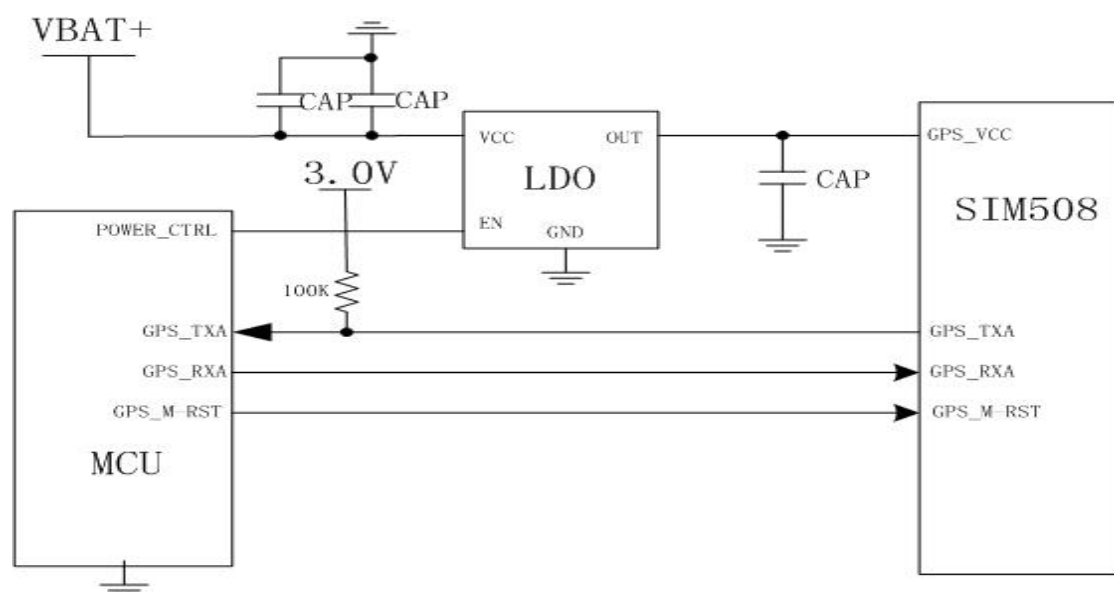 VBAT+
CAP
CAP
VCC
OUT
LDO
EN
GND
GPS_VCC
CAP
SIM508
3.0V
POWER_CTRL
100K
GPS_TXA
GPS_TXA
GPS_RXA
GPS_RXA
GPS_M-RST
GPS_M-RST
MCU